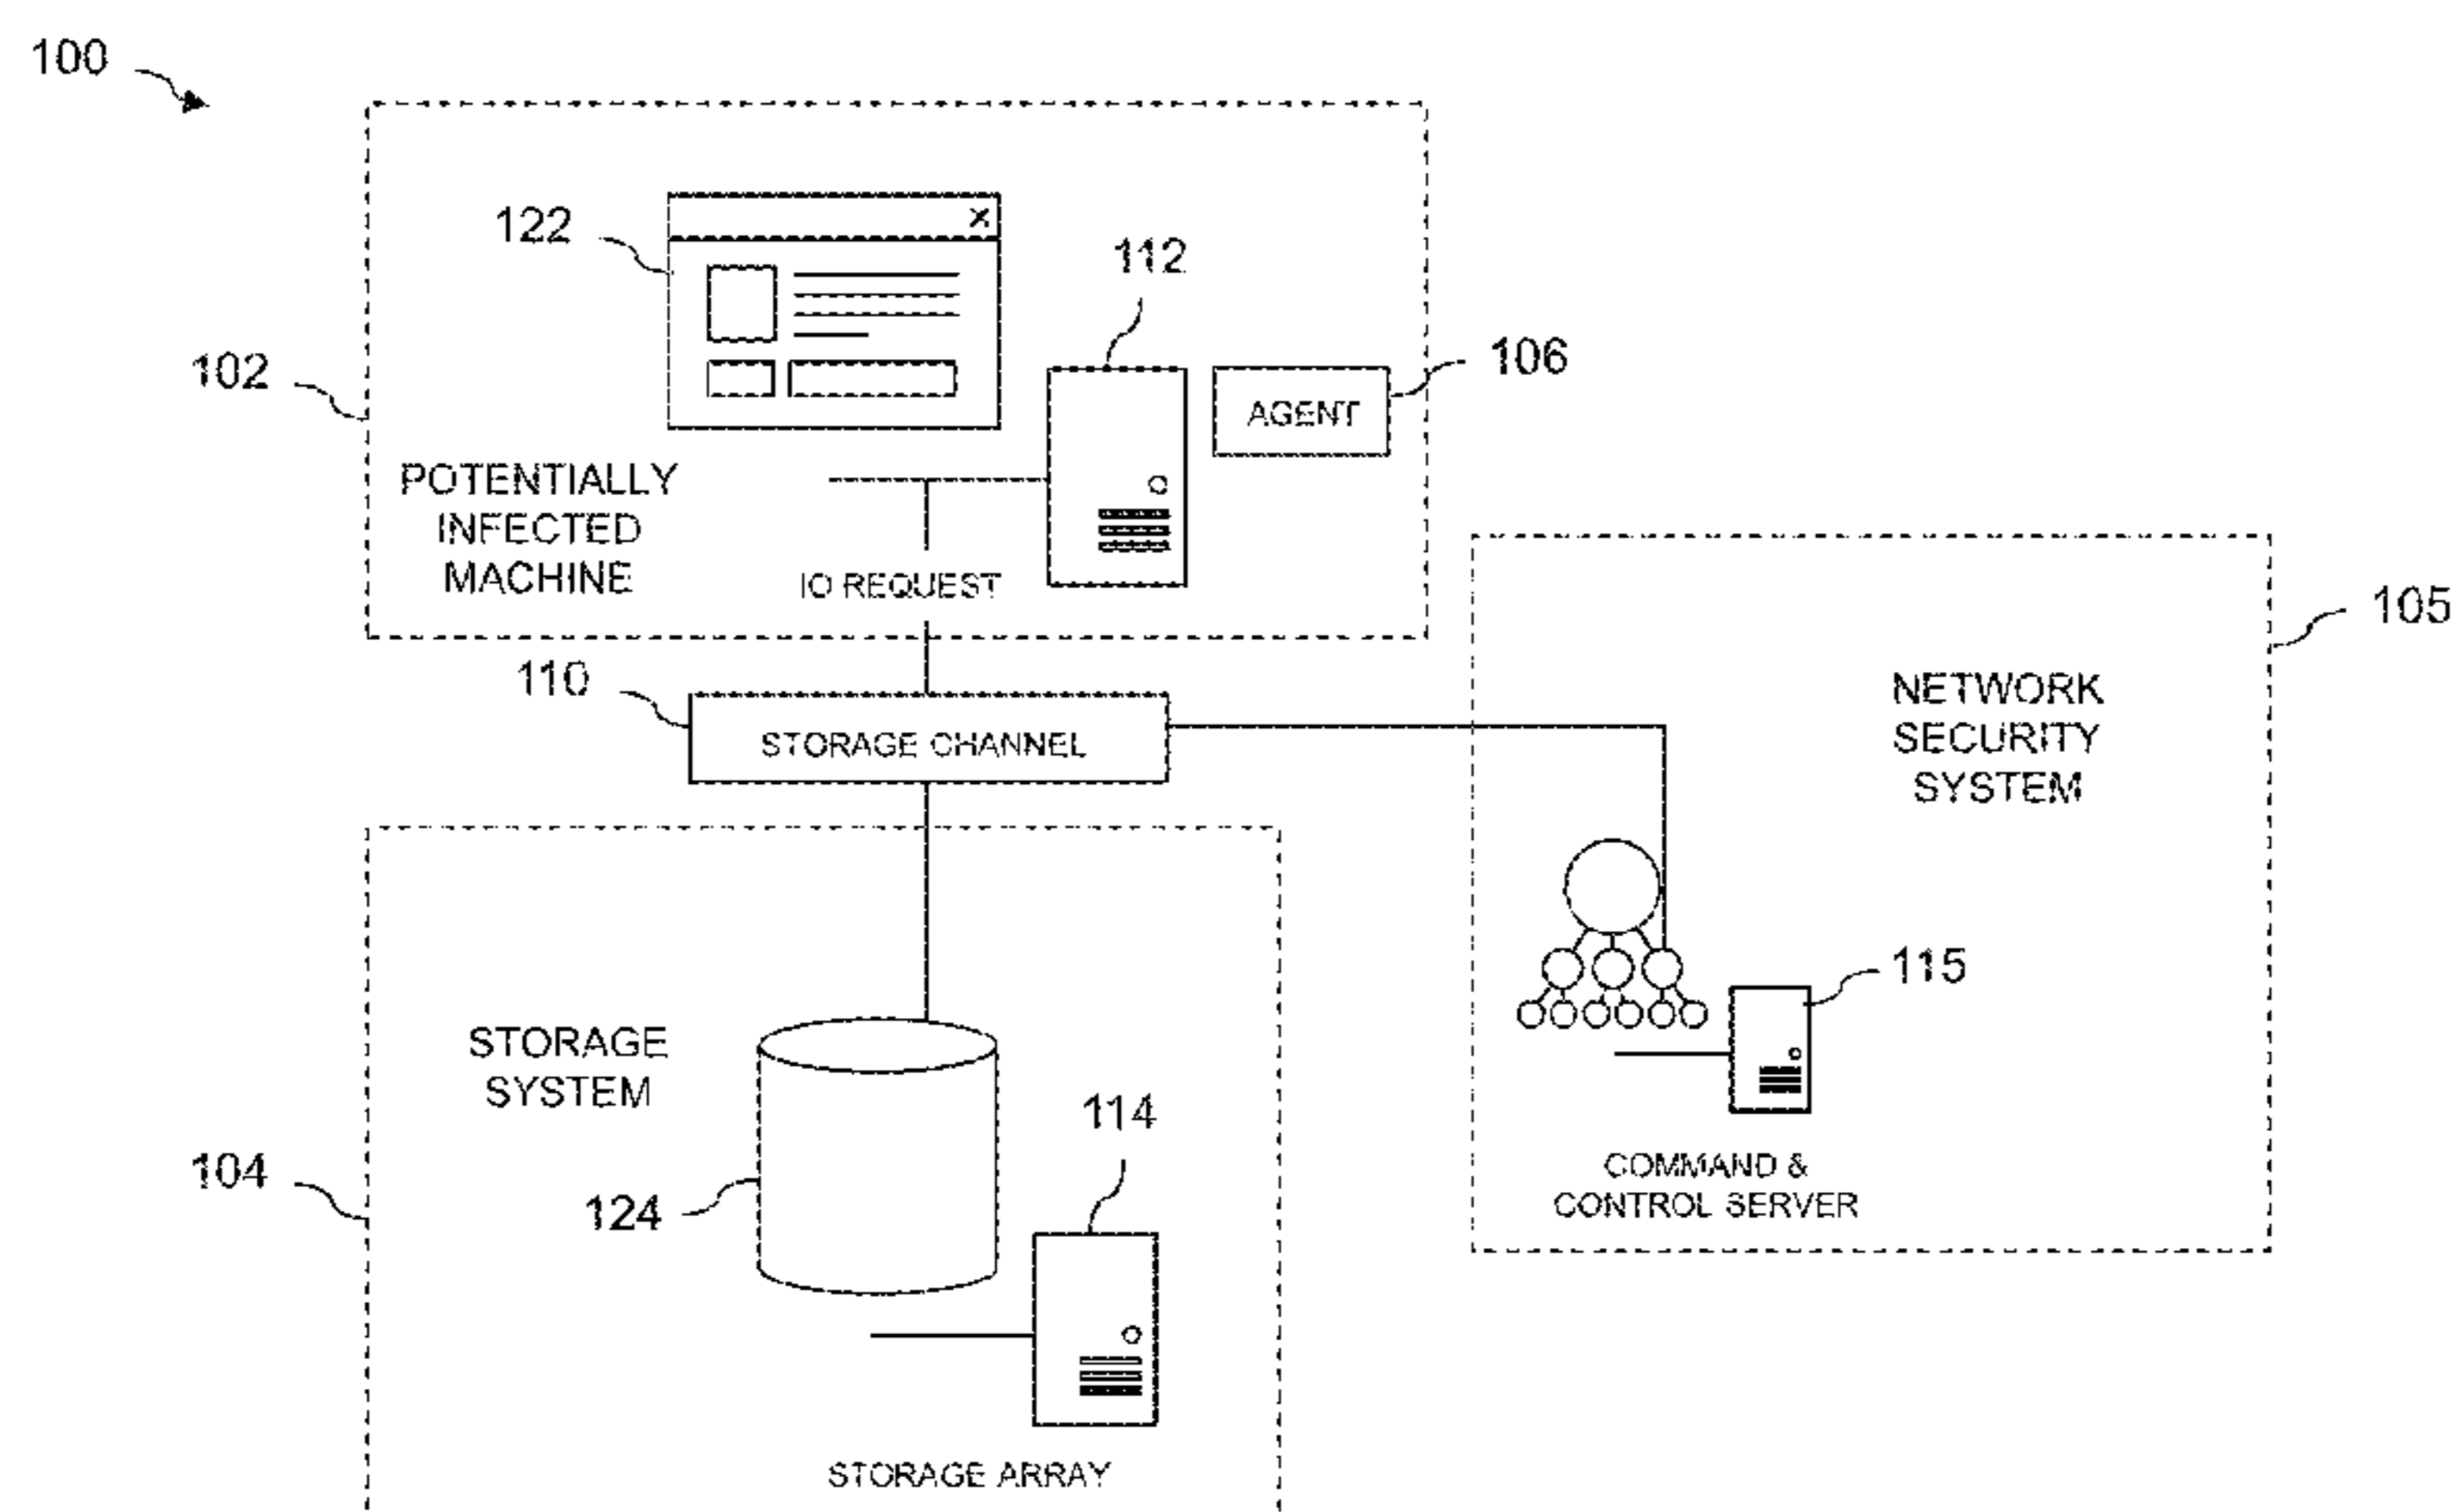 100
122
X
112
102
106
AGENT
POTENTIALLY
INFECTED
MACHINE
IO REQUEST
105
110
STORAGE CHANNEL
NETWORK
SECURITY
SYSTEM
115
STORAGE
SYSTEM
114
104
124
COMMAND &
CONTROL SERVER
STORAGE ARRAY